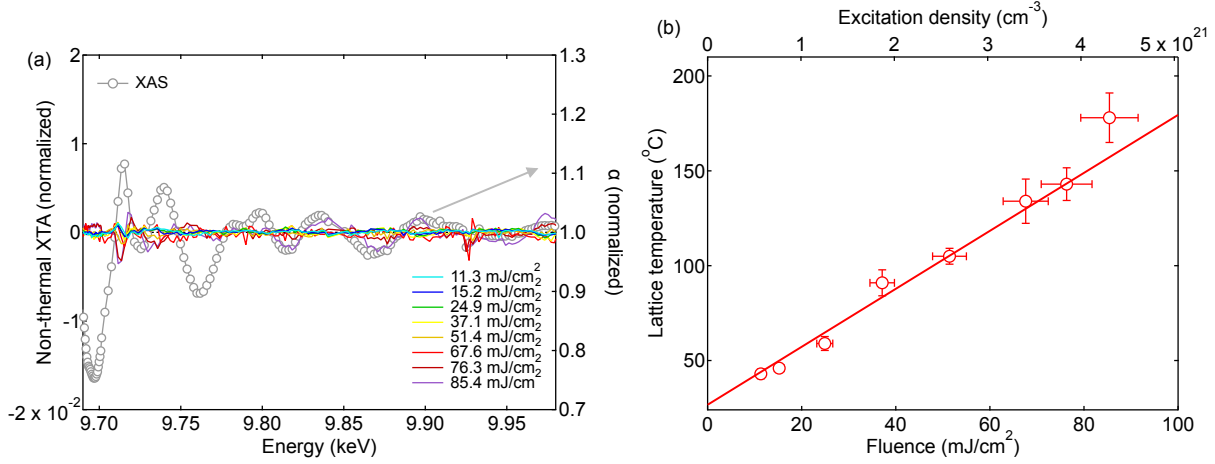 (a)
XAS
Non-thermal XTA (normalized)
2
1
0
-1
-2 x 10⁻²
1.3
1.2
1.1
1.0
0.9
0.8
0.7
α (normalized)
11.3 mJ/cm₂
15.2 mJ/cm₂
24.9 mJ/cm₂
37.1 mJ/cm₂
51.4 mJ/cm₂
67.6 mJ/cm₂
76.3 mJ/cm₂
85.4 mJ/cm
9.70 9.75 9.80 9.85 9.90 9.95
Energy (keV)
(b)
Excitation density (cm⁻³)
0 1 2 3 4 5 x 10²¹
Lattice temperature (°C)
200
150
100
50
0 20 40 60 80 100
Fluence (mJ/cm²)